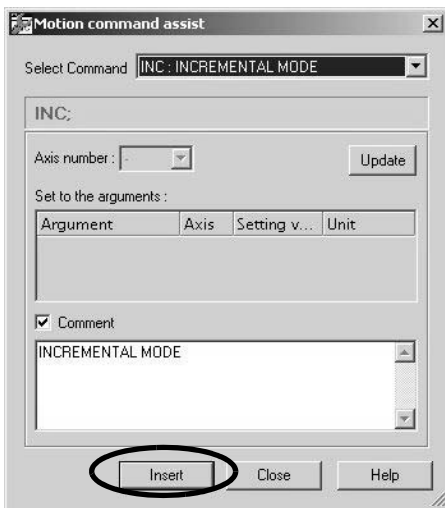 Motion command assist
Select Command INC : INCREMENTAL MODE
INC;
Axis number : -
Update
Set to the arguments :
Argument Axis Setting v... Unit
Comment
INCREMENTAL MODE
Insert Close Help